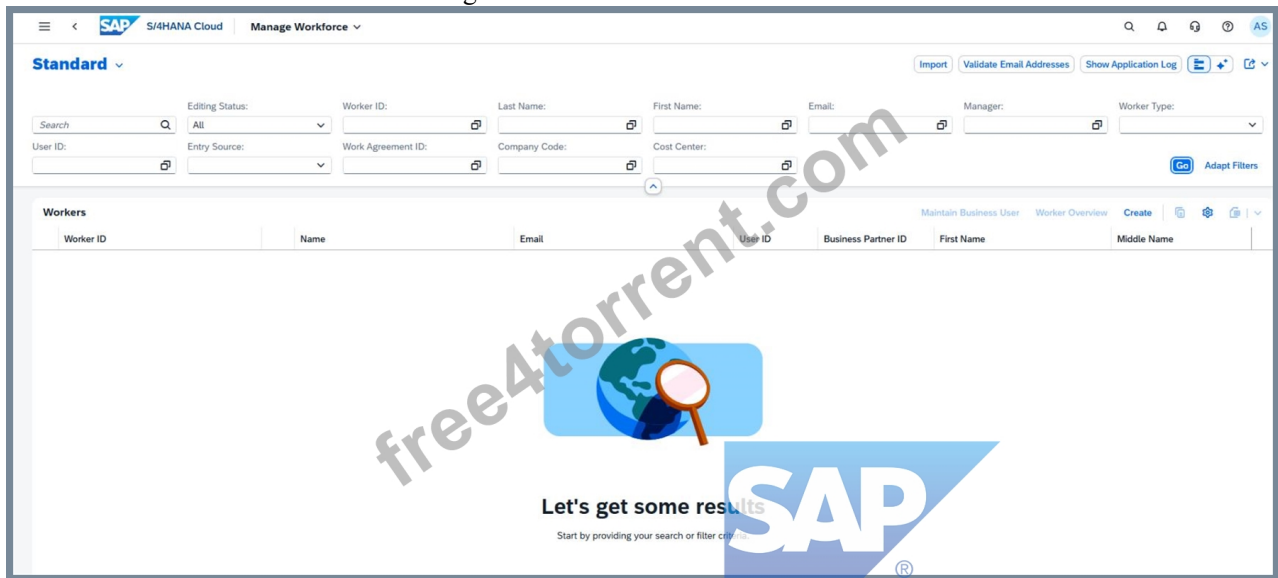 SAP S/4HANA Cloud Manage Workforce AS
Standard Import Validate Email Addresses Show Application Log
Editing Status: Worker ID: Last Name: First Name: Email: Manager: Worker Type:
Search All
User ID: Entry Source: Work Agreement ID: Company Code: Cost Center:
Go Adapt Filters
Workers Maintain Business User Worker Overview Create
Worker ID Name Email User ID Business Partner ID First Name Middle Name
free4torrent.com
Let's get some results
Start by providing your search or filter criteria.
SAP
®